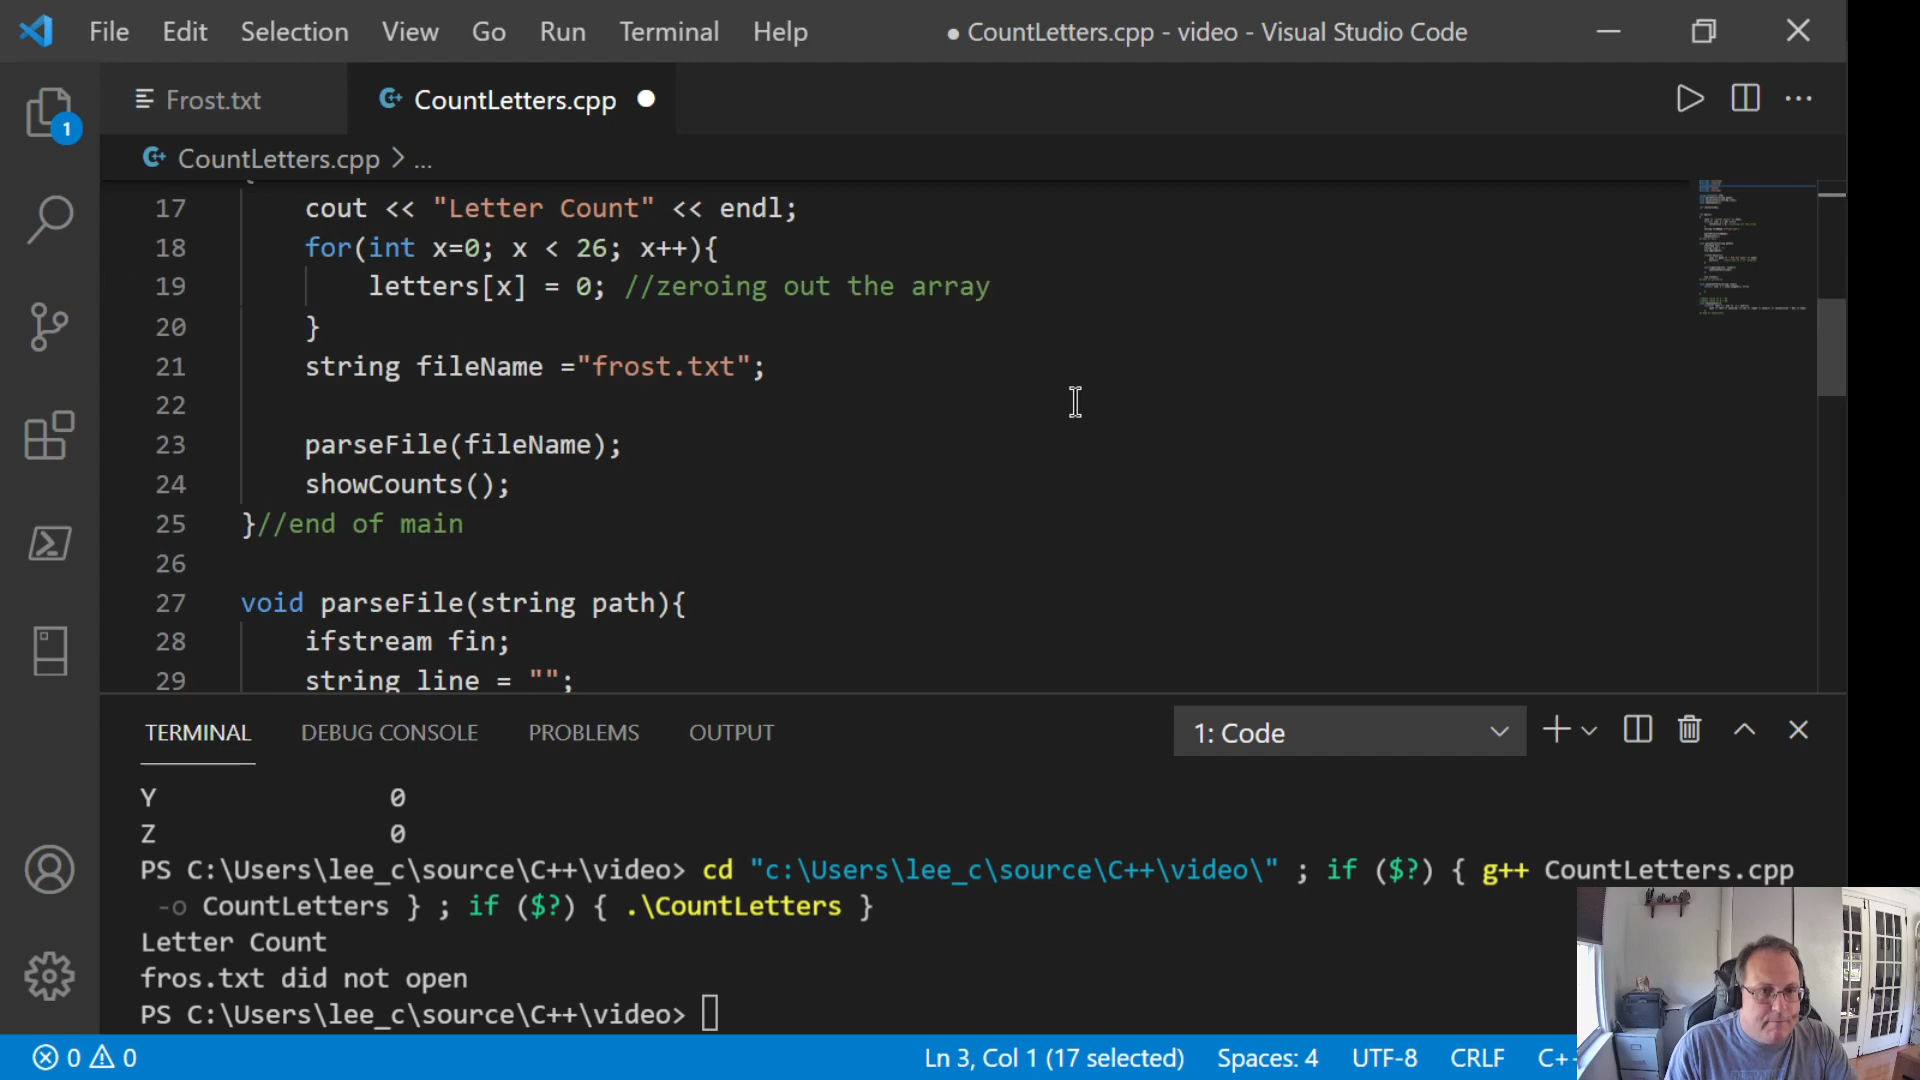 File Edit Selection View Go Run Terminal Help ● CountLetters.cpp - video - Visual Studio Code
Frost.txt CountLetters.cpp
1
CountLetters.cpp > ...
17 cout << "Letter Count" << endl;
18 for(int x=0; x < 26; x++){
19 letters[x] = 0; //zeroing out the array
20 }
21 string fileName ="frost.txt";
22
23 parseFile(fileName);
24 showCounts();
25 }//end of main
26
27 void parseFile(string path){
28 ifstream fin;
29 string line = "";
TERMINAL DEBUG CONSOLE PROBLEMS OUTPUT 1: Code
Y 0
Z 0
PS C:\Users\lee_c\source\C++\video> cd "c:\Users\lee_c\source\C++\video\" ; if ($?) { g++ CountLetters.cpp
-o CountLetters } ; if ($?) { .\CountLetters }
Letter Count
fros.txt did not open
PS C:\Users\lee_c\source\C++\video>
0 0 Ln 3, Col 1 (17 selected) Spaces: 4 UTF-8 CRLF C+